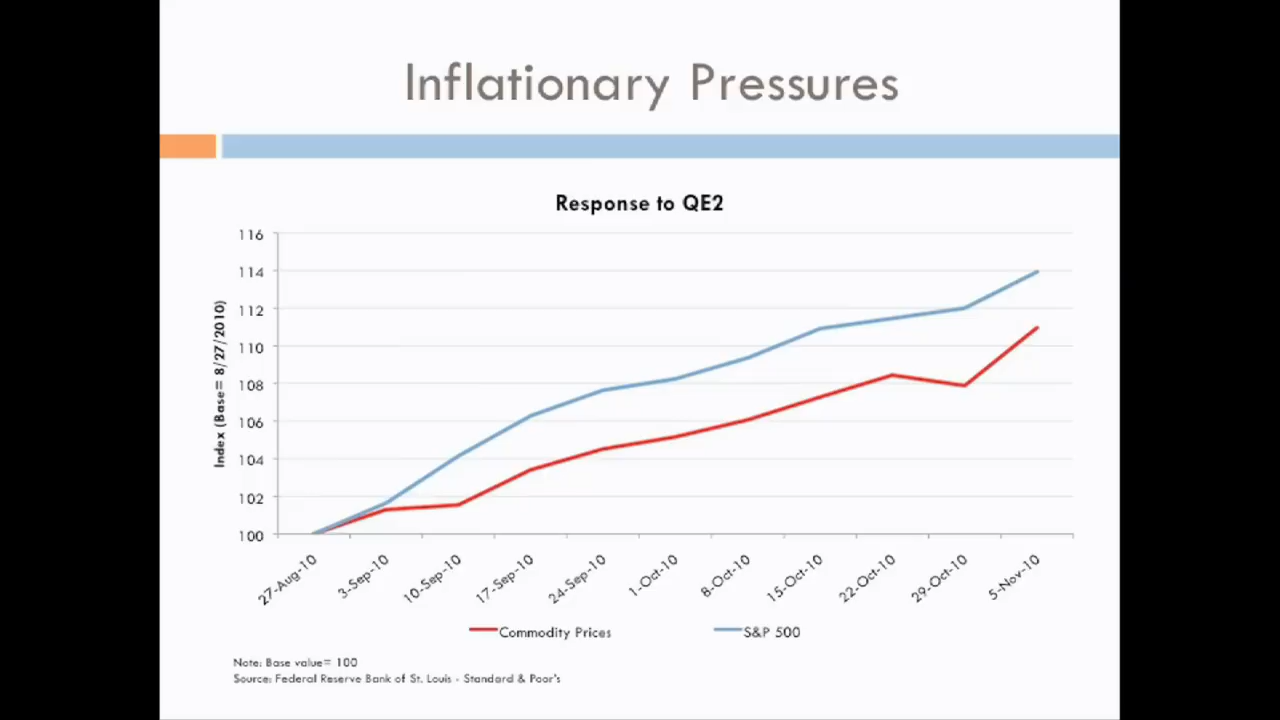 Inflationary Pressures
Response to QE2
Index (Base= 8/27/2010)
116
114
112
110
108
106
104
102
100
27-Aug-10
3-Sep-10
10-Sep-10
17-Sep-10
24-Sep-10
1-Oct-10
8-Oct-10
15-Oct-10
22-Oct-10
29-Oct-10
5-Nov-10
Commodity Prices
S&P 500
Note: Base value= 100
Source: Federal Reserve Bank of St. Louis - Standard & Poor's